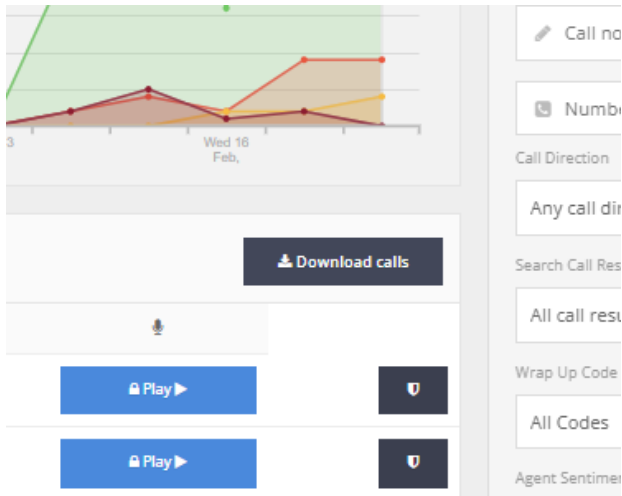 3
Wed 16
Feb,
Download calls
Play
Play
Call no
Numbe
Call Direction
Any call dir
Search Call Res
All call resu
Wrap Up Code
All Codes
Agent Sentimen